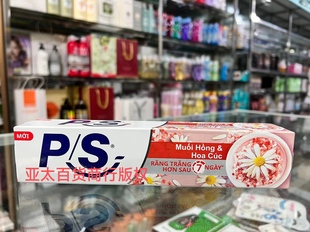 MỚI
P/S
Muối Hồng &
Hoa Cúc
RĂNG TRẮNG
HƠN SAU 7 NGÀY
亚太百货商行版权